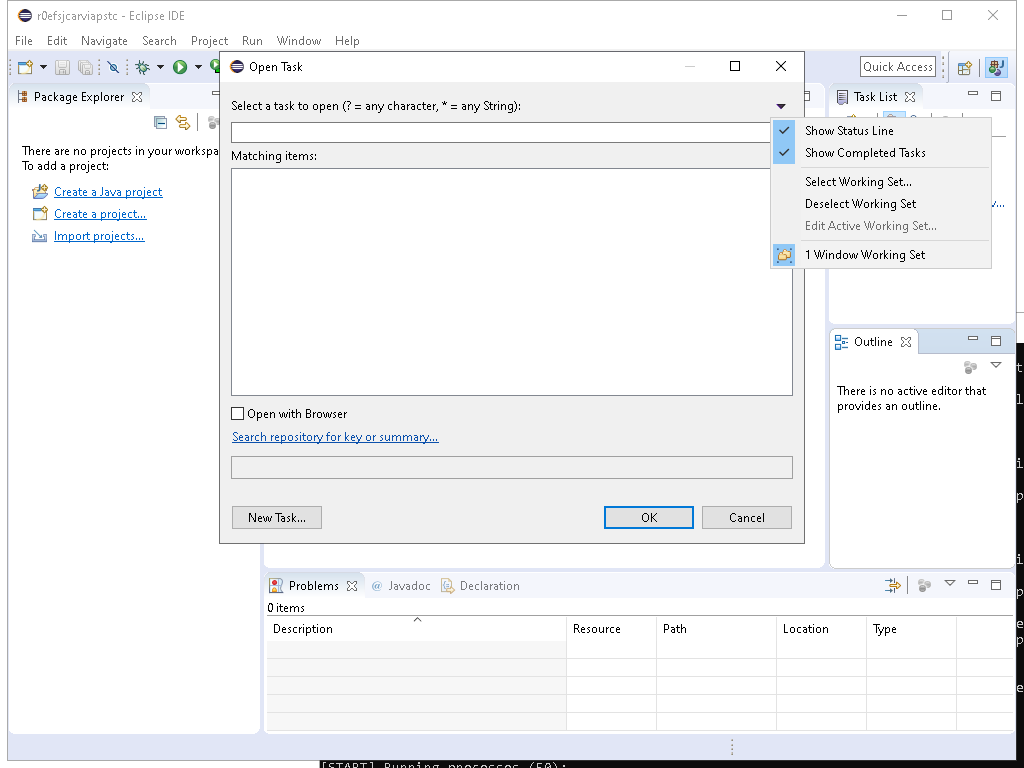 r0efsjcarviapstc - Eclipse IDE
File Edit Navigate Search Project Run Window Help
Quick Access
Package Explorer
There are no projects in your workspa
To add a project:
Create a Java project
Create a project...
Import projects...
Open Task
Select a task to open (? = any character, * = any String):
Matching items:
Open with Browser
Search repository for key or summary...
New Task...
OK
Cancel
Task List
Show Status Line
Show Completed Tasks
Select Working Set...
Deselect Working Set
Edit Active Working Set...
1 Window Working Set
Outline
There is no active editor that
provides an outline.
Problems
@ Javadoc
Declaration
0 items
Description Resource Path Location Type
[START] Running processes (50):